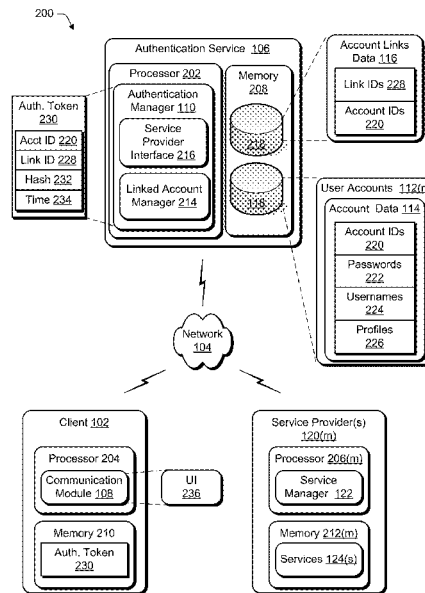 200
Authentication Service 106
Processor 202
Authentication
Manager 110
Service
Provider
Interface 216
Linked Account
Manager 214
Memory
208
118
Auth. Token
230
Acct ID 220
Link ID 228
Hash 232
Time 234
Account Links
Data 116
Link IDs 228
Account IDs
220
User Accounts 112(n
Account Data 114
Account IDs
220
Passwords
222
Usernames
224
Profiles
226
Network
104
Client 102
Processor 204
Communication
Module 108
Memory 210
Auth. Token
230
UI
236
Service Provider(s)
120(m)
Processor 206(m)
Service
Manager 122
Memory 212(m)
Services 124(s)